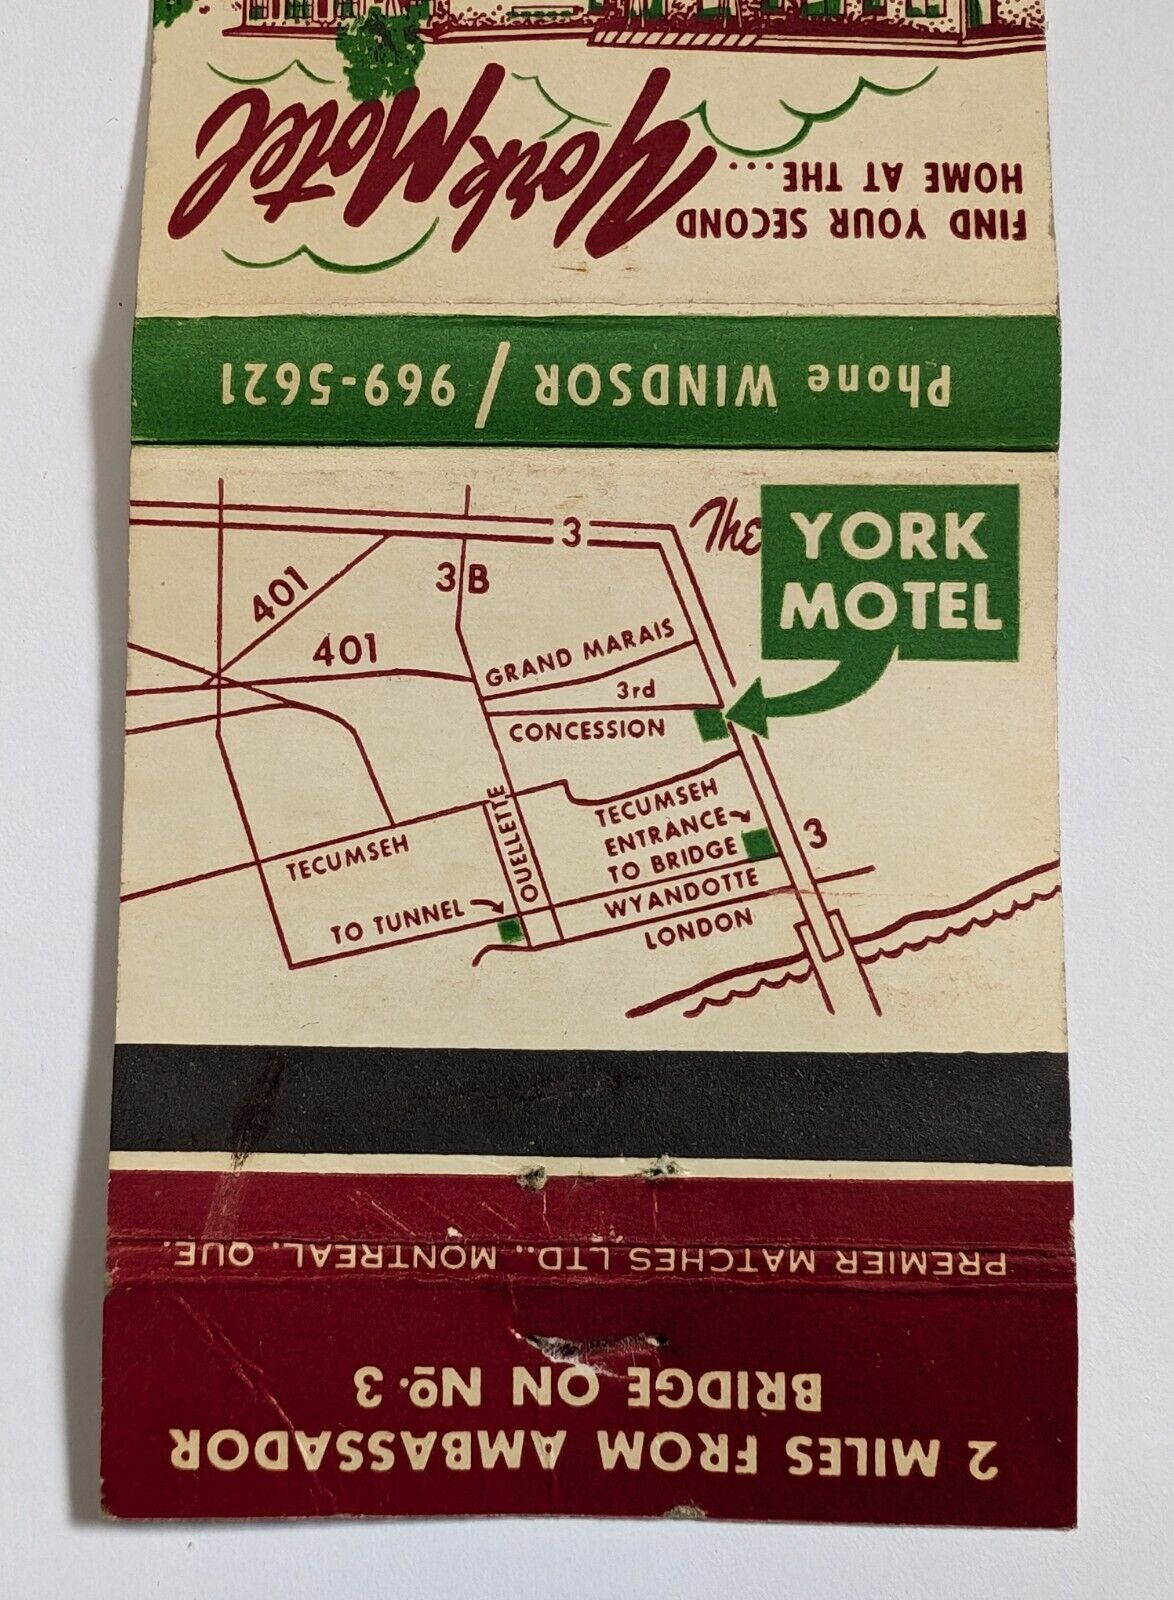 FIND YOUR SECOND
HOME AT THE...
York Motel
Phone WINDSOR / 969-5621
The
YORK
MOTEL
3
3B
401
401
GRAND MARAIS
3rd
CONCESSION
OUELLETTE
TECUMSEH
ENTRANCE
TO BRIDGE
3
TECUMSEH
WYANDOTTE
TO TUNNEL
LONDON
PREMIER MATCHES LTD., MONTREAL, QUE.
2 MILES FROM AMBASSADOR
BRIDGE ON Nº. 3